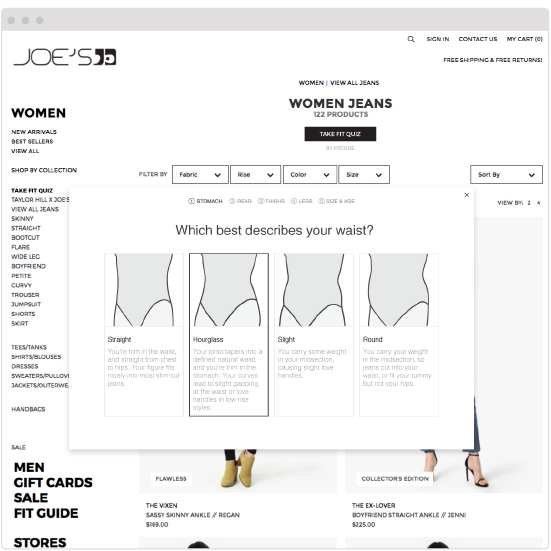 JOE'S
SIGN IN
CONTACT US
MY CART (0)
FREE SHIPPING & FREE RETURNS!
WOMEN | VIEW ALL JEANS
WOMEN JEANS
122 PRODUCTS
TAKE FIT QUIZ
BY FITCODE
FILTER BY
Fabric
Rise
Color
Size
Sort By
VIEW BY: 2 4
WOMEN
NEW ARRIVALS
BEST SELLERS
VIEW ALL
SHOP BY COLLECTION
TAKE FIT QUIZ
TAYLOR HILL X JOE'S
VIEW ALL JEANS
SKINNY
STRAIGHT
BOOTCUT
FLARE
WIDE LEG
BOYFRIEND
PETITE
CURVY
TROUSER
JUMPSUIT
SHORTS
SKIRT
TEES/TANKS
SHIRTS/BLOUSES
DRESSES
SWEATERS/PULLOV
JACKETS/OUTERWE
HANDBAGS
SALE
MEN
GIFT CARDS
SALE
FIT GUIDE
STORES
1 STOMACH
2 REAR
3 THIGHS
4 LEGS
5 SIZE & AGE
×
Which best describes your waist?
Straight
You're trim in the waist,
and straight from chest
to hips. Your figure fits
nicely into most slim-cut
jeans.
Hourglass
Your torso tapers into a
defined natural waist,
and you're trim in the
stomach. Your curves
lead to slight gapping
at the waist or love
handles in low-rise
styles.
Slight
You carry some weight
in your midsection,
causing slight love
handles.
Round
You carry your weight
in the midsection, so
jeans cut into your
waist, or fit your tummy
but not your hips.
FLAWLESS
COLLECTOR'S EDITION
THE VIXEN
SASSY SKINNY ANKLE // REGAN
$169.00
THE EX-LOVER
BOYFRIEND STRAIGHT ANKLE // JENNI
$225.00